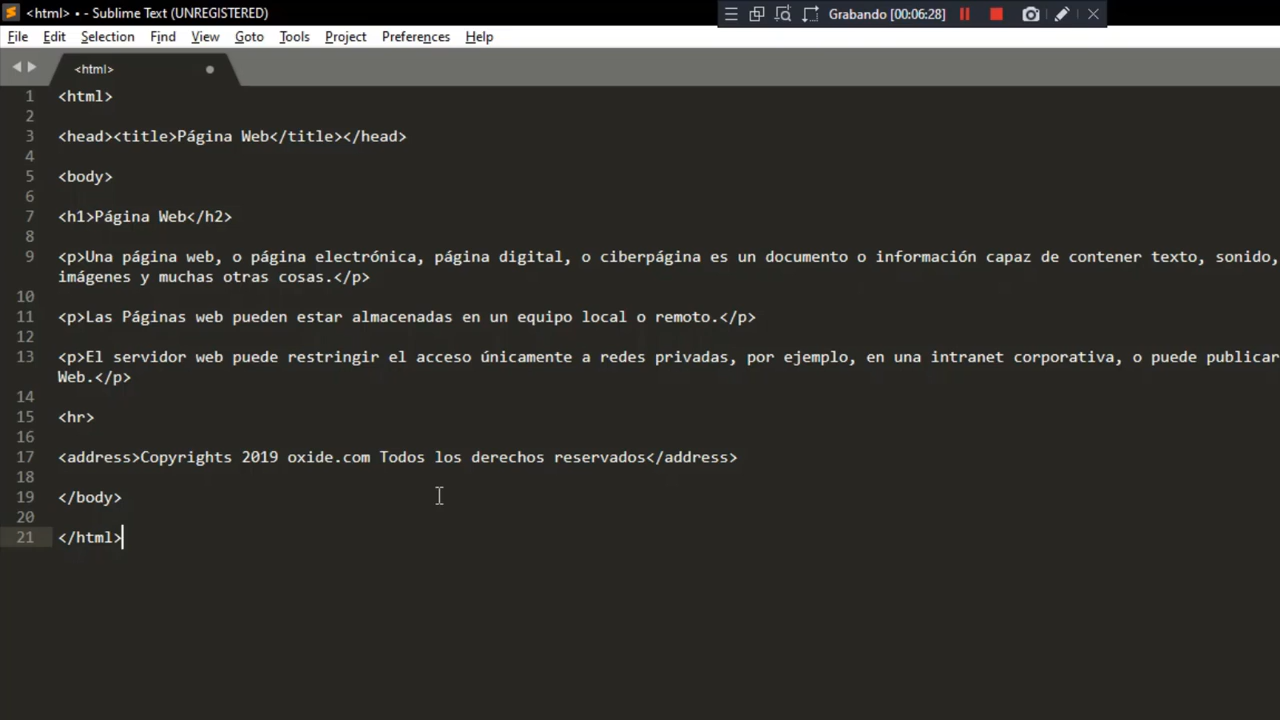 <html> • - Sublime Text (UNREGISTERED)
Grabando [00:06:28]
File Edit Selection Find View Goto Tools Project Preferences Help
<html>
1 <html>
2
3 <head><title>Página Web</title></head>
4
5 <body>
6
7 <h1>Página Web</h2>
8
9 <p>Una página web, o página electrónica, página digital, o ciberpágina es un documento o información capaz de contener texto, sonido,
imágenes y muchas otras cosas.</p>
10
11 <p>Las Páginas web pueden estar almacenadas en un equipo local o remoto.</p>
12
13 <p>El servidor web puede restringir el acceso únicamente a redes privadas, por ejemplo, en una intranet corporativa, o puede publicar
Web.</p>
14
15 <hr>
16
17 <address>Copyrights 2019 oxide.com Todos los derechos reservados</address>
18
19 </body>
20
21 </html>